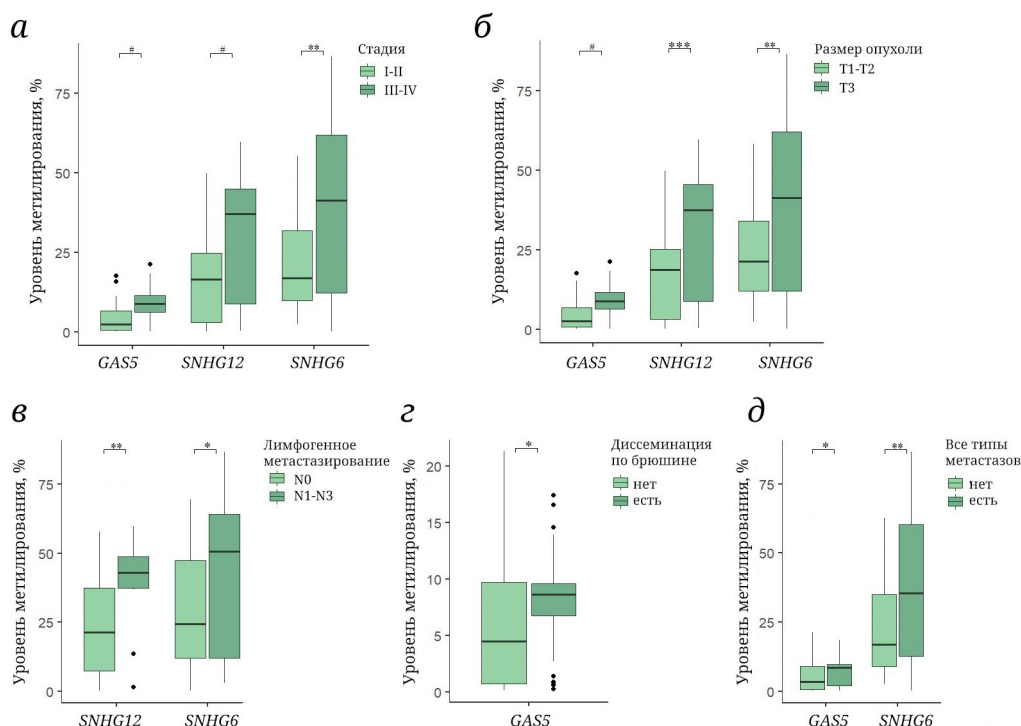 а
#
#
**
Стадия
I-II
III-IV
Уровень метилирования, %
75
50
25
0
GAS5
SNHG12
SNHG6
б
#
***
**
Размер опухоли
T1-T2
T3
Уровень метилирования, %
75
50
25
0
GAS5
SNHG12
SNHG6
в
**
*
Лимфогенное
метастазирование
N0
N1-N3
Уровень метилирования, %
75
50
25
0
SNHG12
SNHG6
г
*
Диссеминация
по брюшине
нет
есть
Уровень метилирования, %
20
15
10
5
0
GAS5
д
*
**
Все типы
метастазов
нет
есть
Уровень метилирования, %
75
50
25
0
GAS5
SNHG6